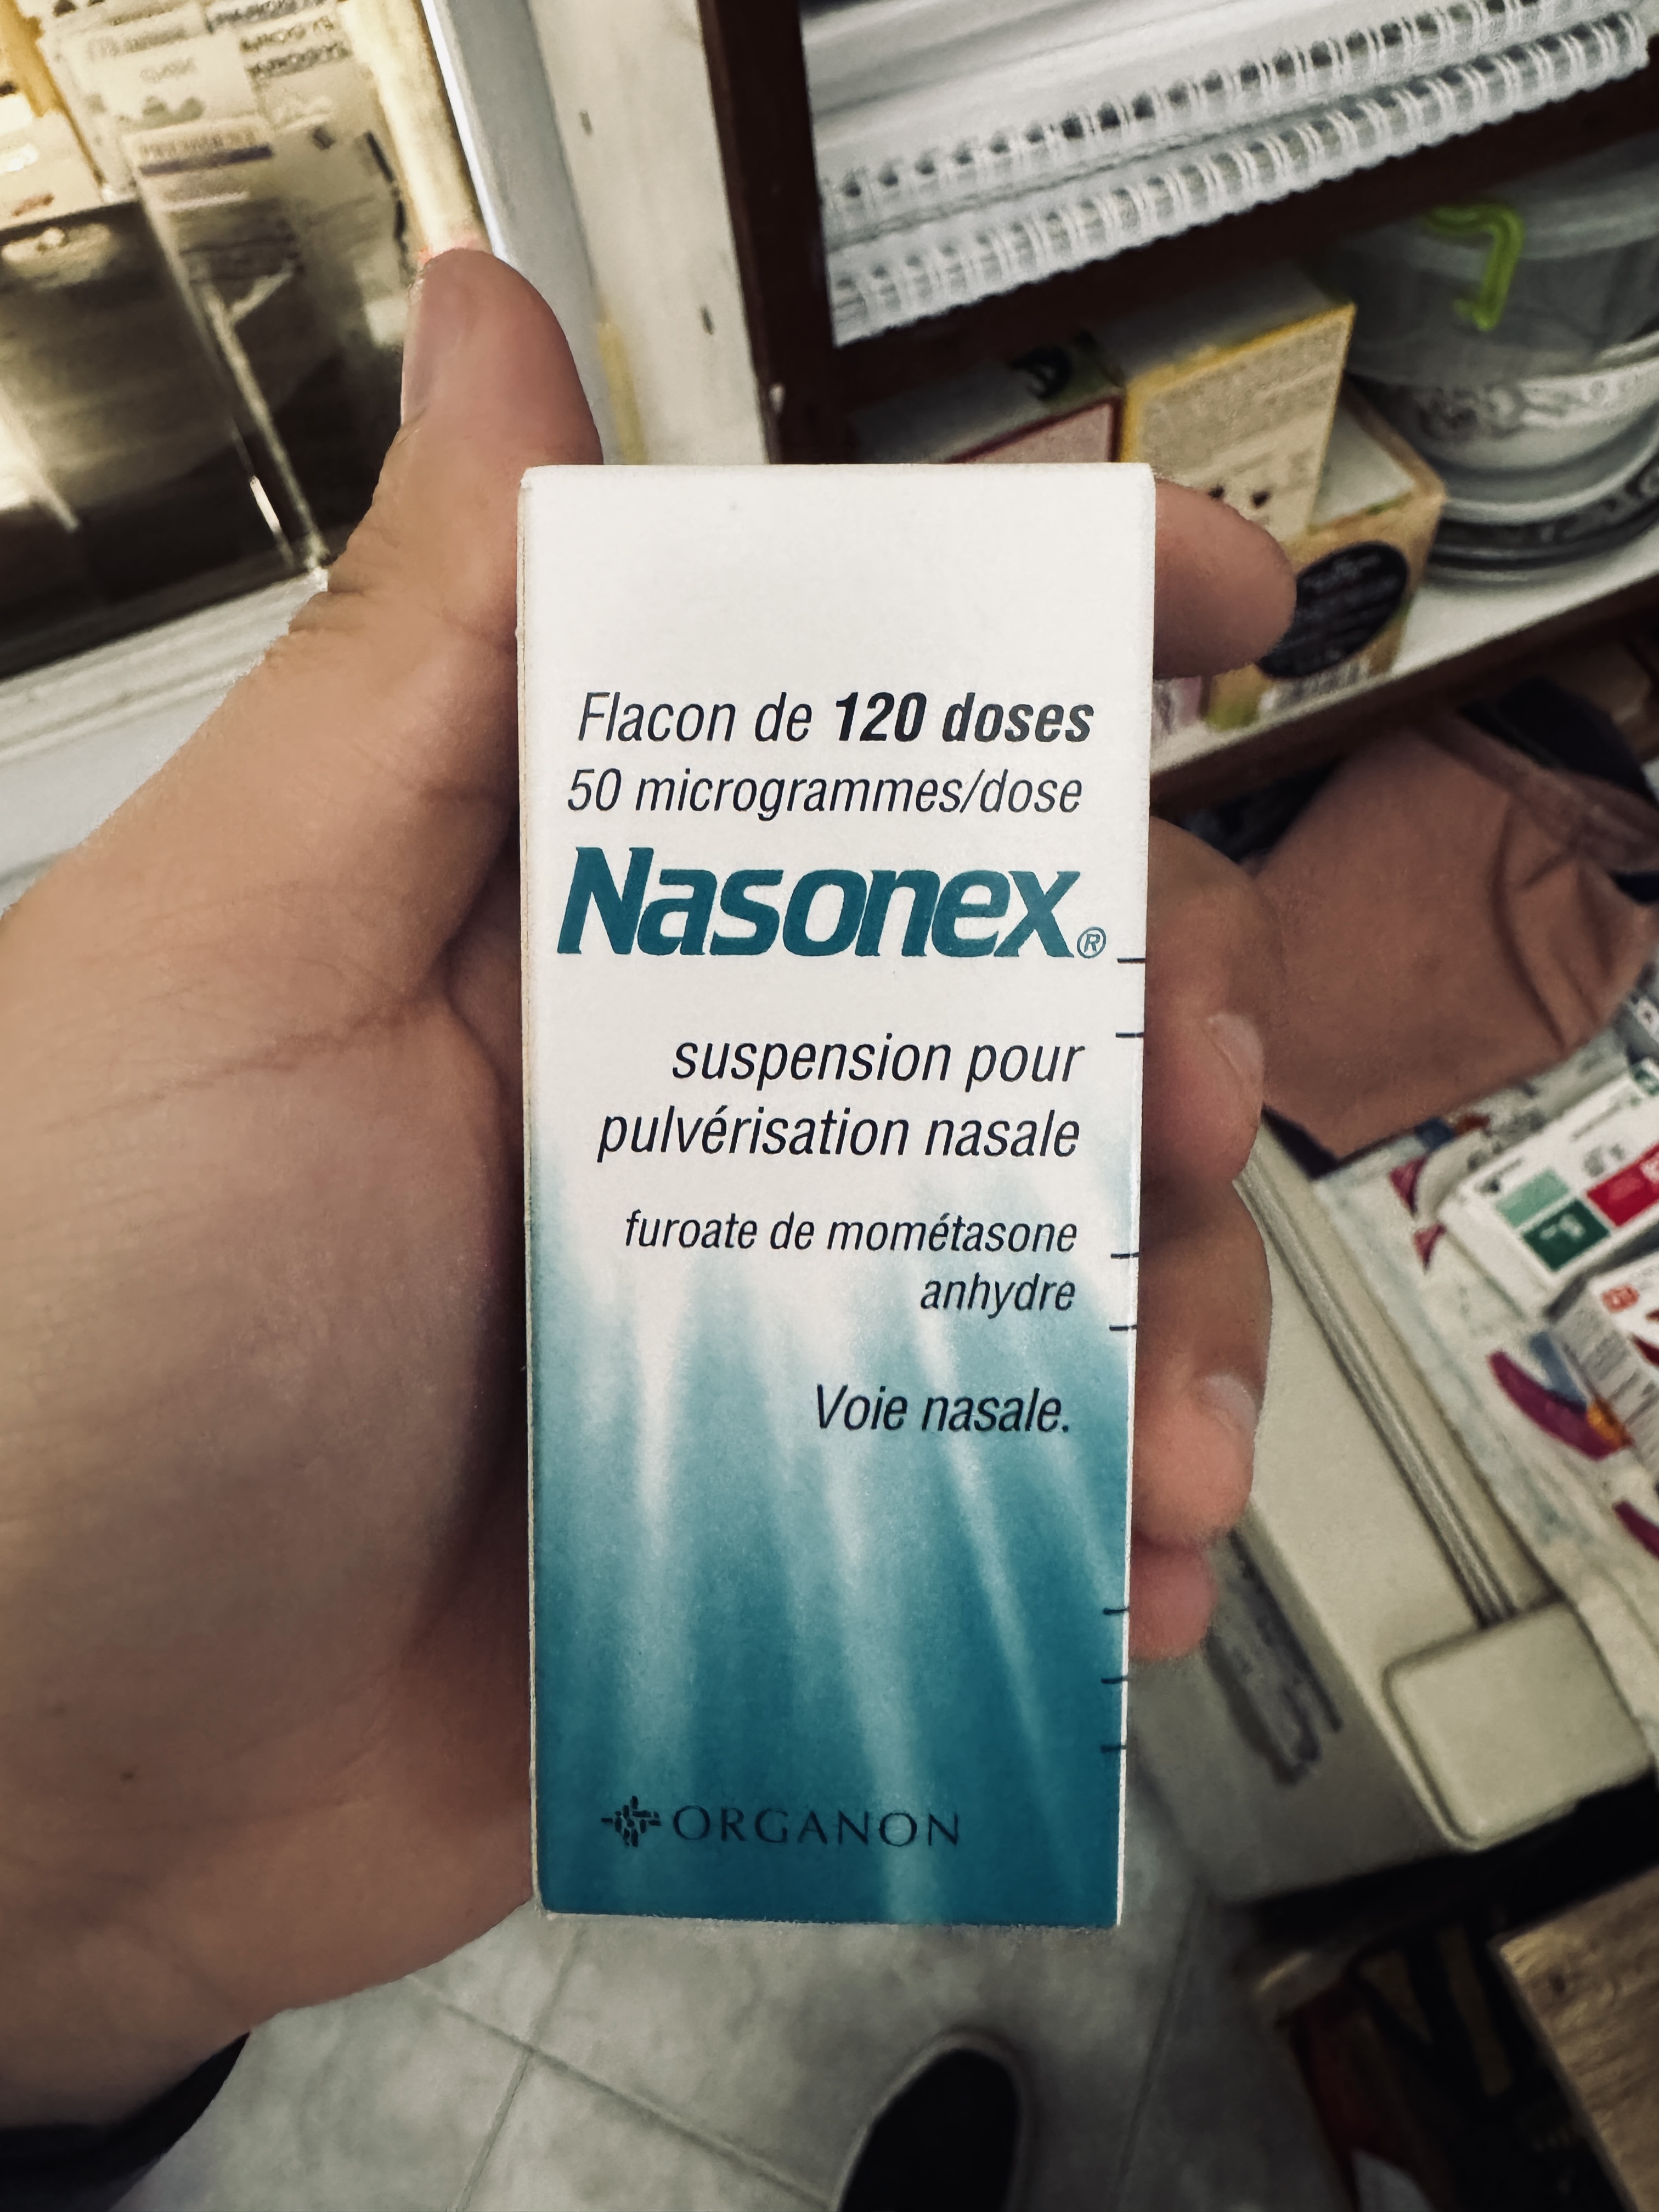 Flacon de 120 doses
50 microgrammes/dose
Nasonex®
suspension pour
pulvérisation nasale
furoate de mométasone
anhydre
Voie nasale.
ORGANON